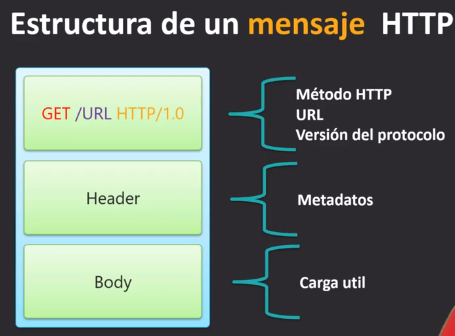 Estructura de un mensaje HTTP
GET /URL HTTP/1.0
Método HTTP
URL
Versión del protocolo
Header
Metadatos
Body
Carga util